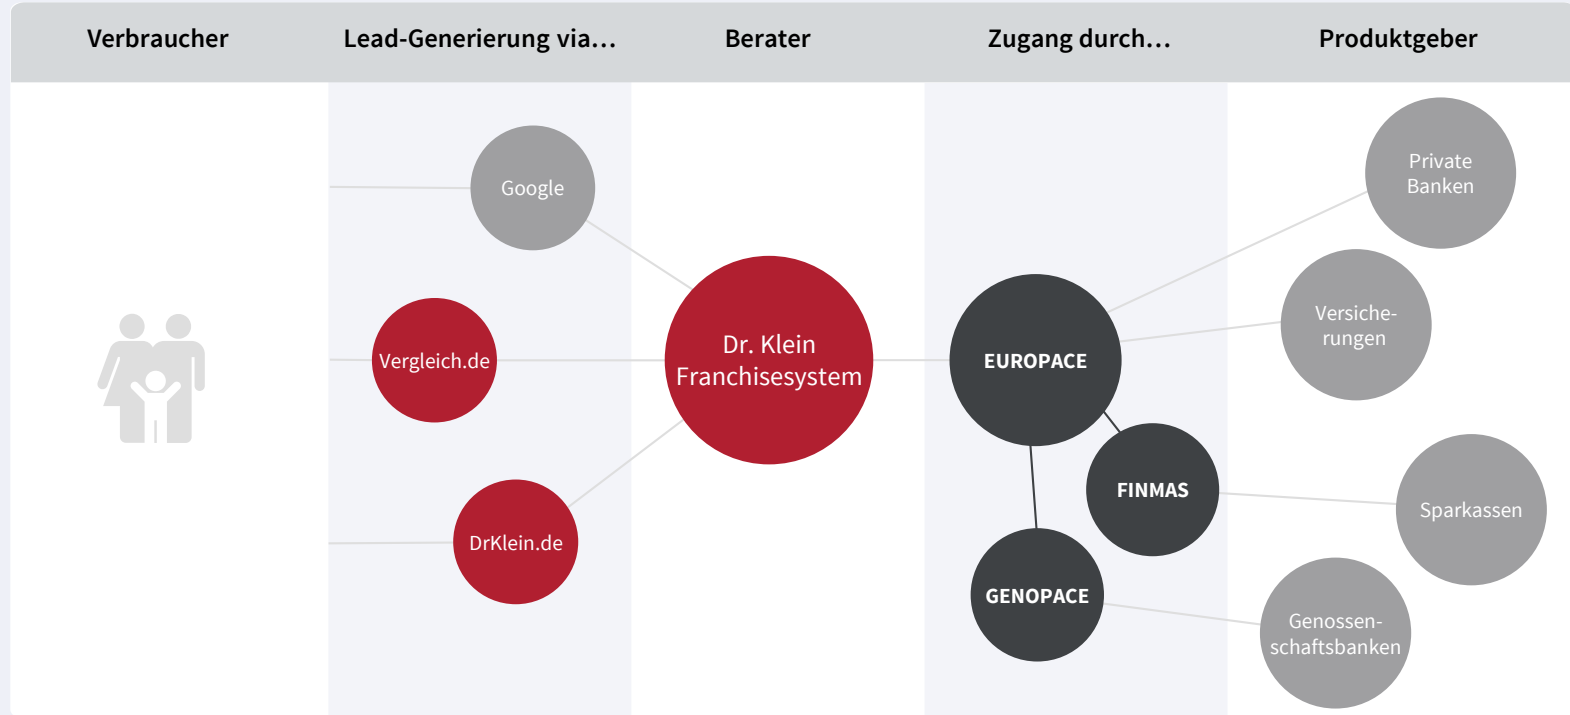 Verbraucher
Lead-Generierung via…
Berater
Zugang durch…
Produktgeber
Google
Vergleich.de
DrKlein.de
Dr. Klein
Franchisesystem
EUROPACE
FINMAS
GENOPACE
Private
Banken
Versiche-
rungen
Sparkassen
Genossen-
schaftsbanken